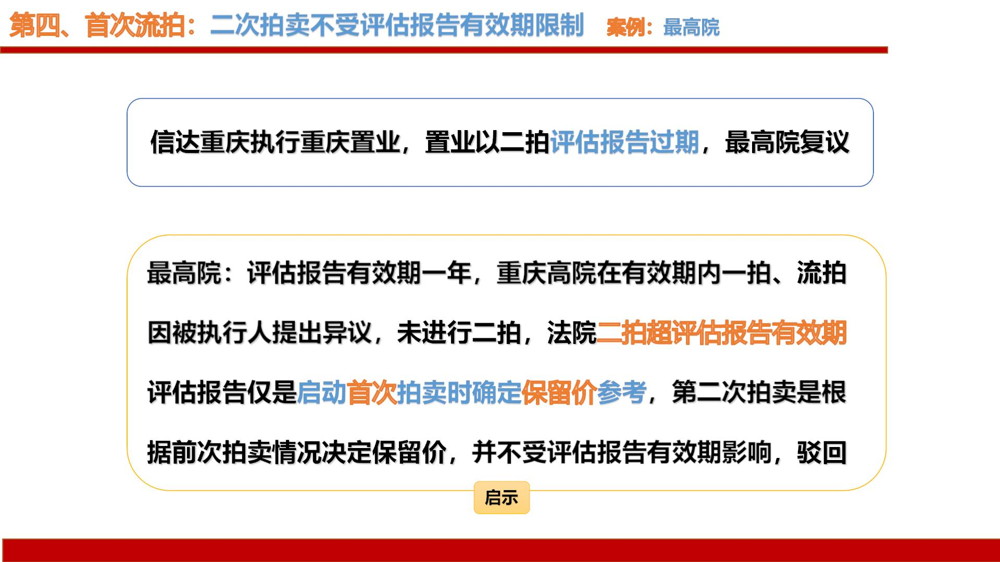 第四、首次流拍：二次拍卖不受评估报告有效期限制 案例：最高院
信达重庆执行重庆置业，置业以二拍评估报告过期，最高院复议
最高院：评估报告有效期一年，重庆高院在有效期内一拍、流拍
因被执行人提出异议，未进行二拍，法院二拍超评估报告有效期
评估报告仅是启动首次拍卖时确定保留价参考，第二次拍卖是根
据前次拍卖情况决定保留价，并不受评估报告有效期影响，驳回
启示